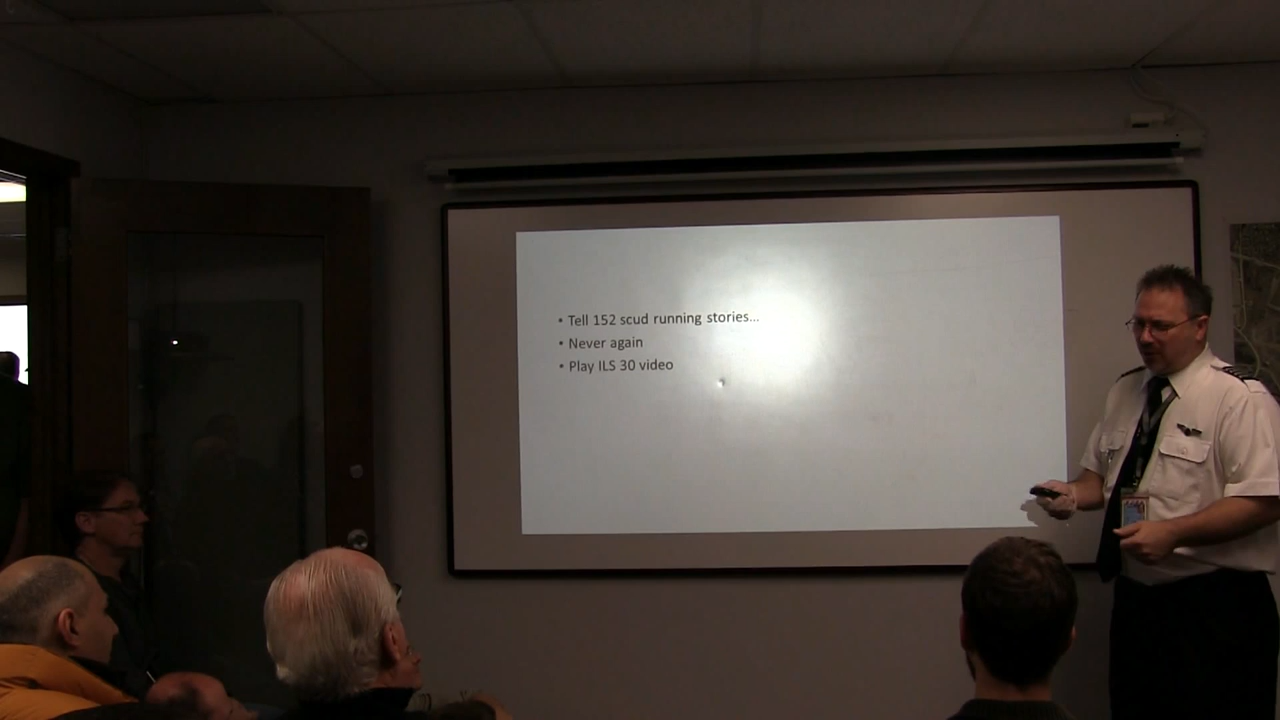 • Tell 152 scud running stories...
• Never again
• Play ILS 30 video